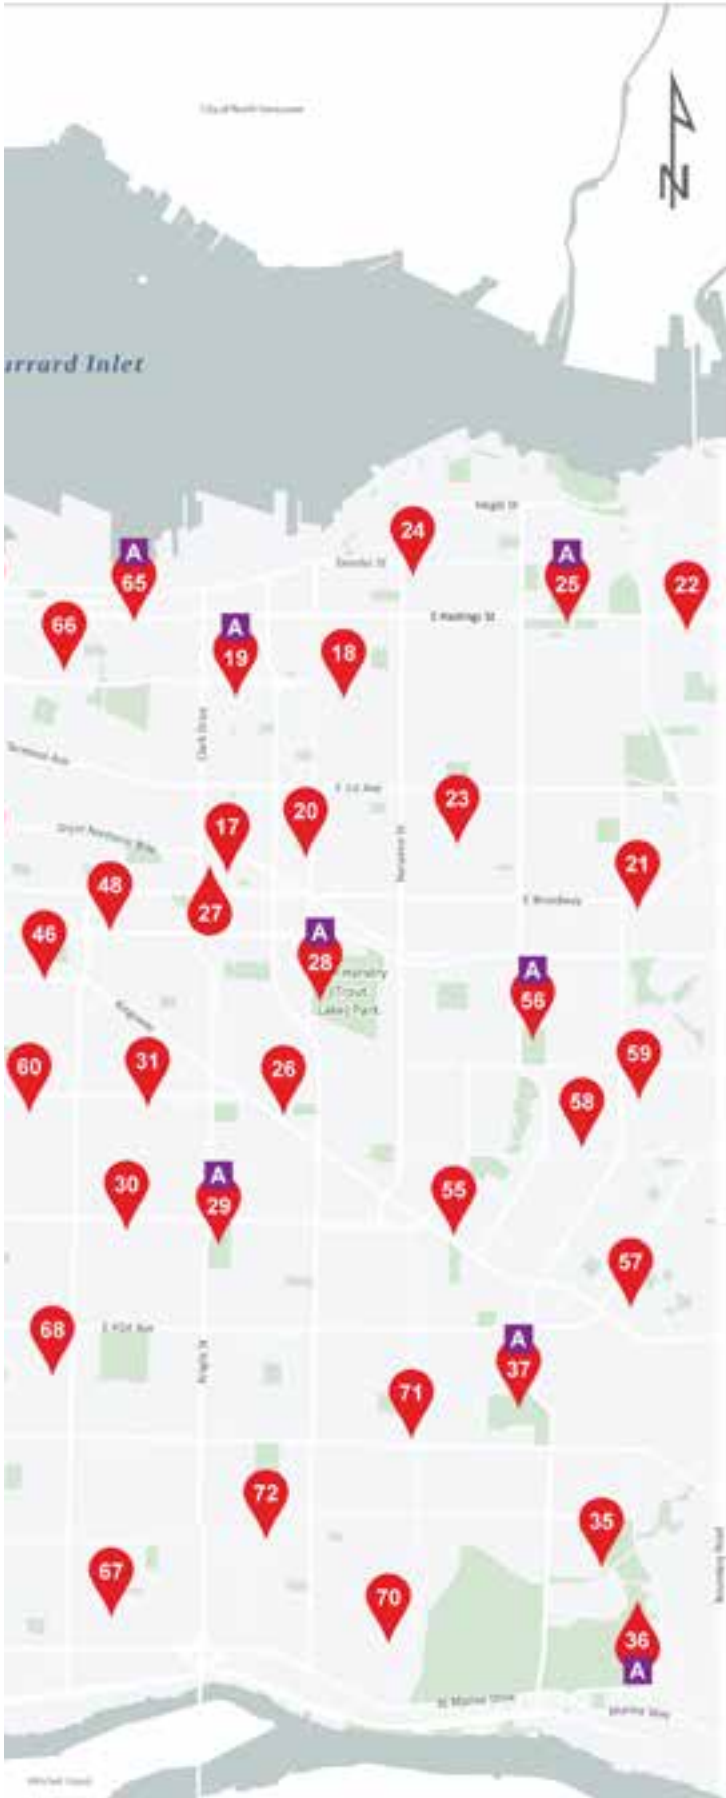 City of North Vancouver
N
urrard Inlet
McGill St
24
A
65
A
25
22
Dundas St
66
A
19
18
E Hastings St
Clark Drive
Terminal Ave
E 1st Ave
23
20
17
Great Northern Way
Nanaimo St
21
48
27
E Broadway
46
A
28
Trout
Lake) Park
A
56
Kingsway
60
31
26
59
58
30
A
29
55
57
68
E 41st Ave
Knight St
A
37
71
72
35
67
70
36
A
Boundary Road
SE Marine Drive
Marine Way
Mitchell Island